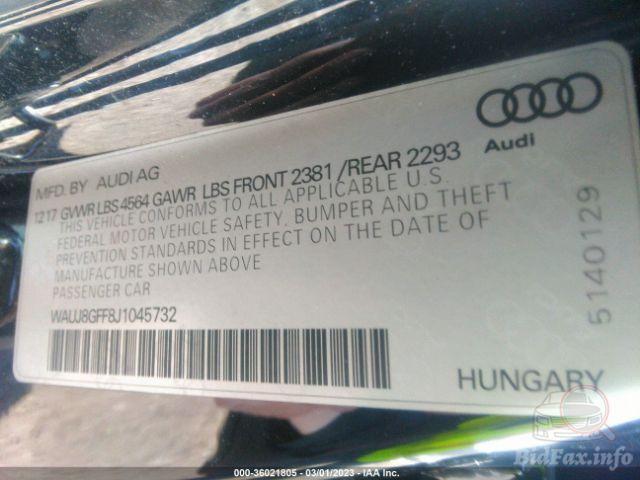 Audi
MFD. BY AUDI AG
1217 GVWR LBS 4564 GAWR LBS FRONT 2381 / REAR 2293
THIS VEHICLE CONFORMS TO ALL APPLICABLE U.S.
FEDERAL MOTOR VEHICLE SAFETY, BUMPER AND THEFT
PREVENTION STANDARDS IN EFFECT ON THE DATE OF
MANUFACTURE SHOWN ABOVE
PASSENGER CAR
WAUJ8GFF8J1045732
5140129
HUNGARY
BidFax.info
000-36021805 - 03/01/2023 - IAA Inc.